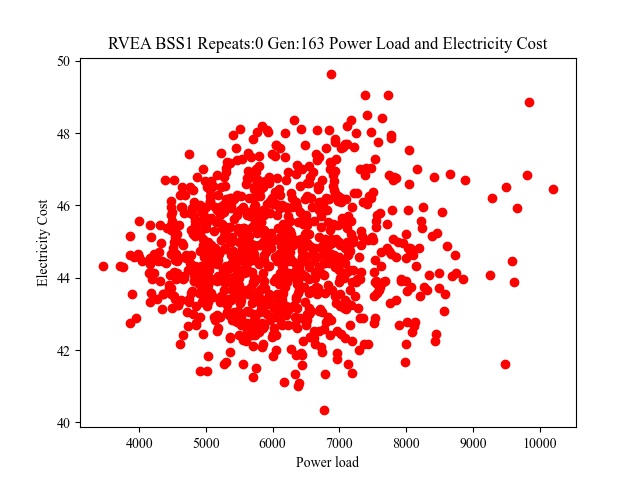 RVEA BSS1 Repeats:0 Gen:163 Power Load and Electricity Cost
50
48
46
44
42
40
Electricity Cost
4000 5000 6000 7000 8000 9000 10000
Power load